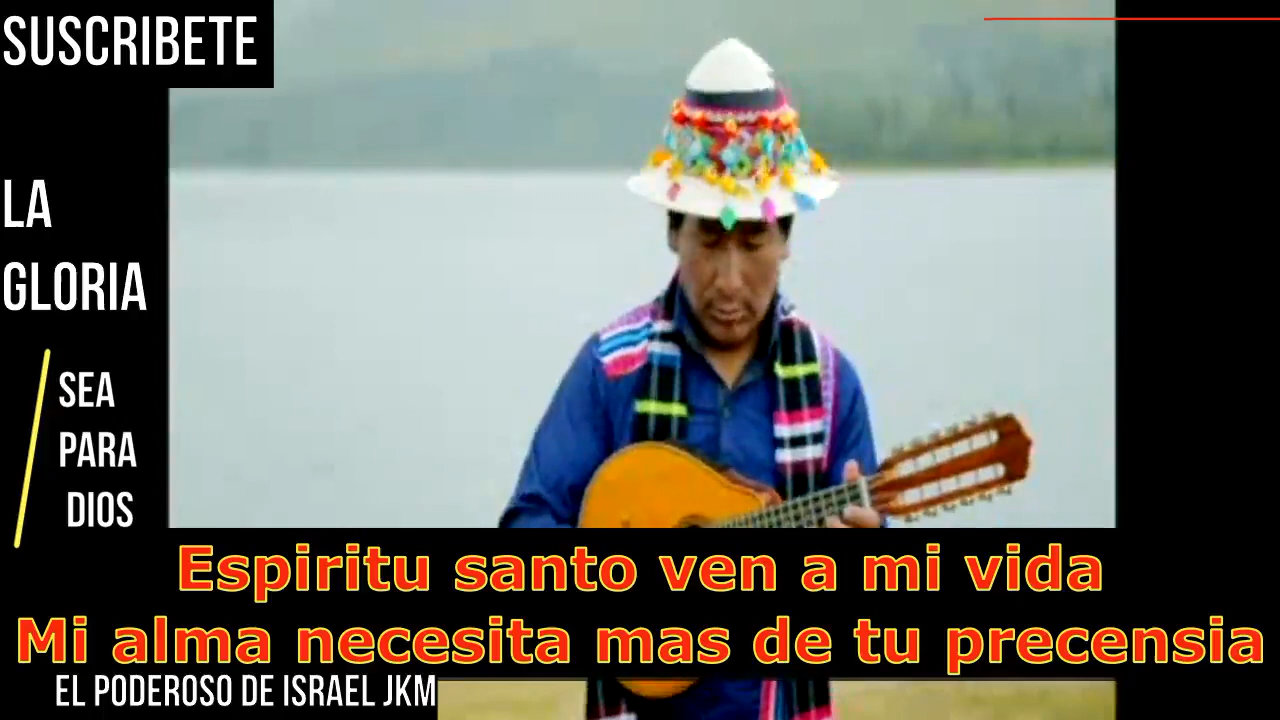 SUSCRIBETE
LA
GLORIA
SEA
PARA
DIOS
Espiritu santo ven a mi vida
Mi alma necesita mas de tu precensia
EL PODEROSO DE ISRAEL JKM